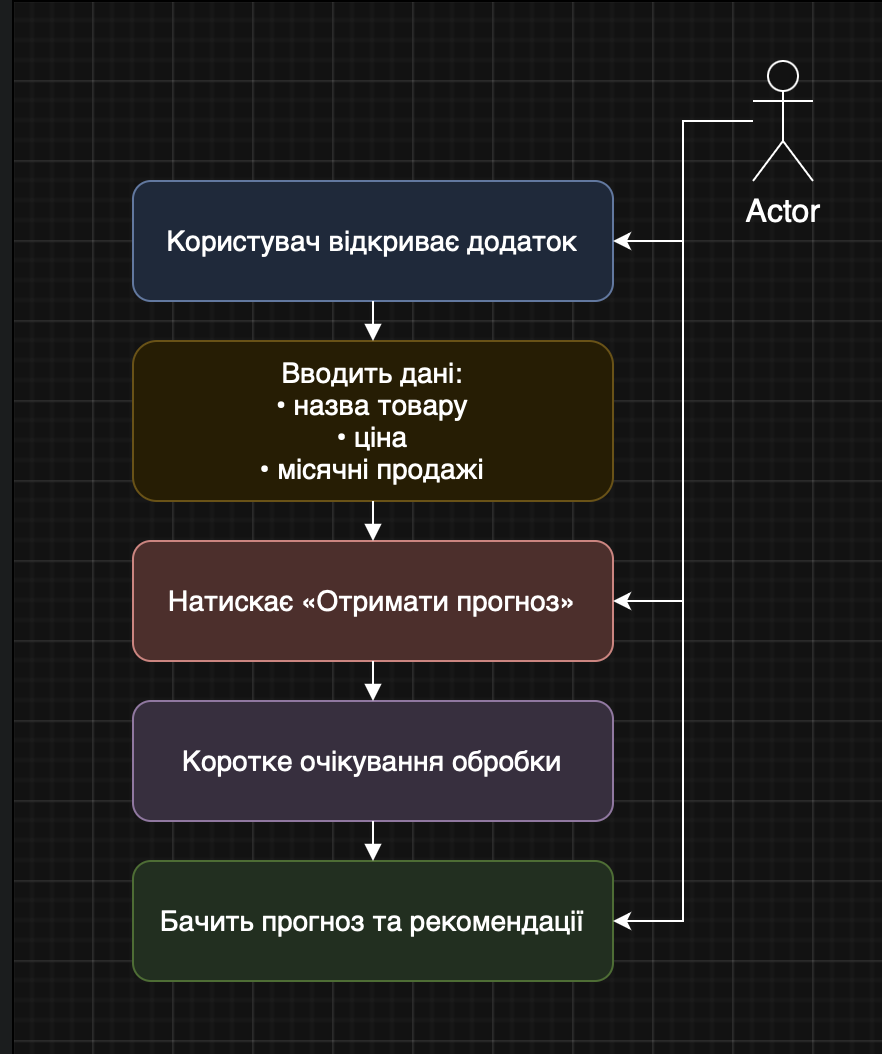 Actor
Користувач відкриває додаток
Вводить дані:
• назва товару
• ціна
• місячні продажі
Натискає «Отримати прогноз»
Коротке очікування обробки
Бачить прогноз та рекомендації